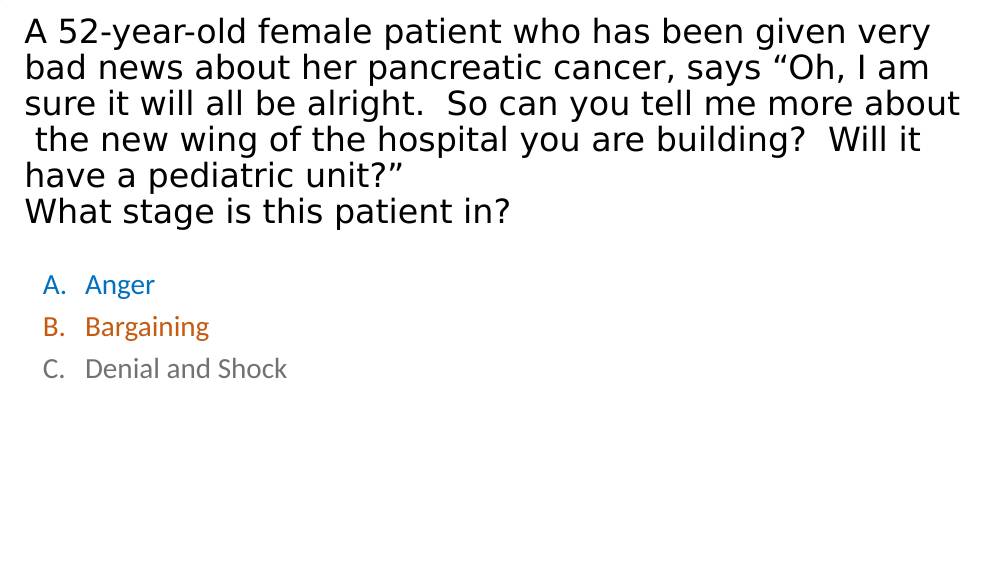 A 52-year-old female patient who has been given very
bad news about her pancreatic cancer, says “Oh, I am
sure it will all be alright.  So can you tell me more about
the new wing of the hospital you are building?  Will it
have a pediatric unit?”
What stage is this patient in?
A. Anger
B. Bargaining
C. Denial and Shock